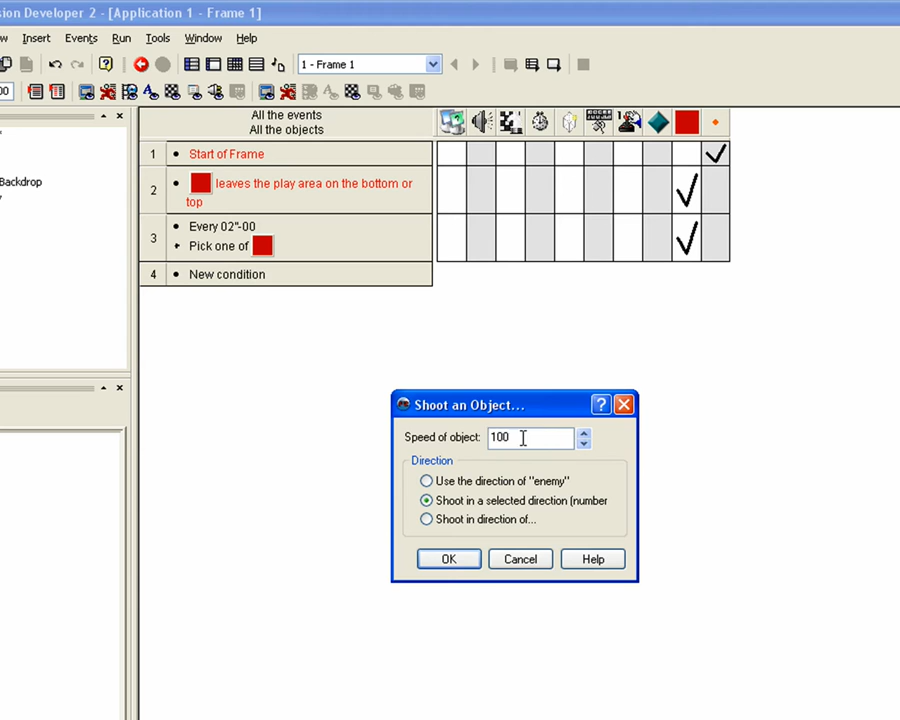 sion Developer 2 - [Application 1 - Frame 1]
w Insert Events Run Tools Window Help
1 - Frame 1
00
All the events
All the objects
Backdrop
1 • Start of Frame
2 • leaves the play area on the bottom or
top
3 • Every 02"-00
• Pick one of
4 • New condition
Shoot an Object...
Speed of object: 100
Direction
Use the direction of "enemy"
Shoot in a selected direction (number
Shoot in direction of...
OK Cancel Help